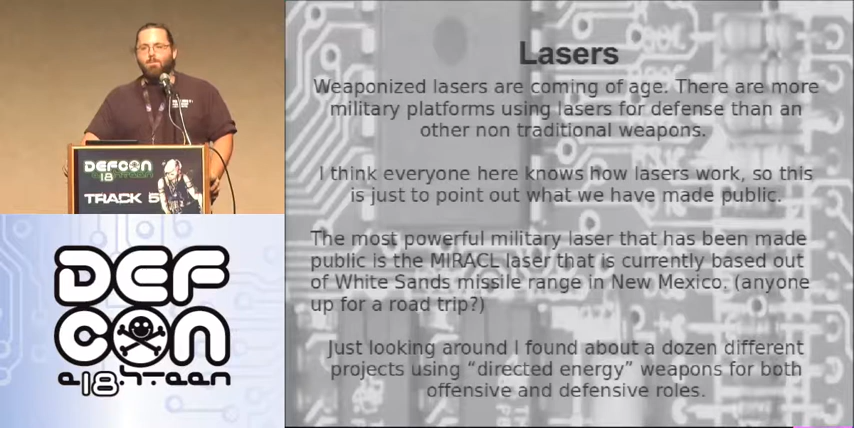 DEFCON
18
TRACK 5
DEF
CON
Lasers
Weaponized lasers are coming of age. There are more
military platforms using lasers for defense than an
other non traditional weapons.
I think everyone here knows how lasers work, so this
is just to point out what we have made public.
The most powerful military laser that has been made
public is the MIRACL laser that is currently based out
of White Sands missile range in New Mexico. (anyone
up for a road trip?)
Just looking around I found about a dozen different
projects using “directed energy” weapons for both
offensive and defensive roles.